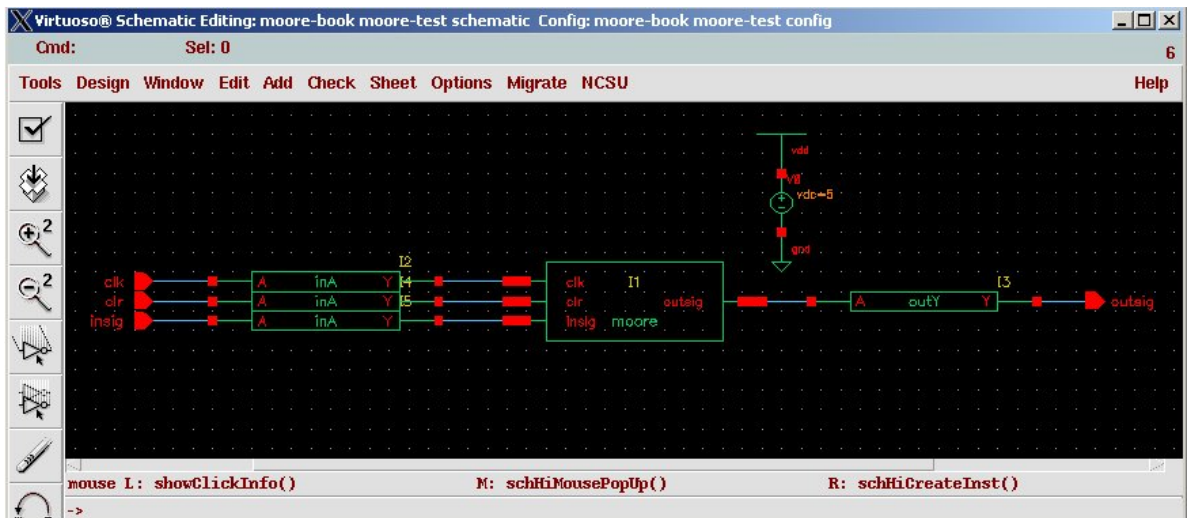 Virtuoso® Schematic Editing: moore-book moore-test schematic Config: moore-book moore-test config
Cmd: Sel: 0
6
Tools Design Window Edit Add Check Sheet Options Migrate NCSU Help
vdd
V0
vdc=5
gnd
2
2
I2
clk A inA Y I4 clk I1 I3
clr A inA Y I5 clr outsig A outY Y outsig
insig A inA Y insig moore
mouse L: showClickInfo() M: schHiMousePopUp() R: schHiCreateInst()
->